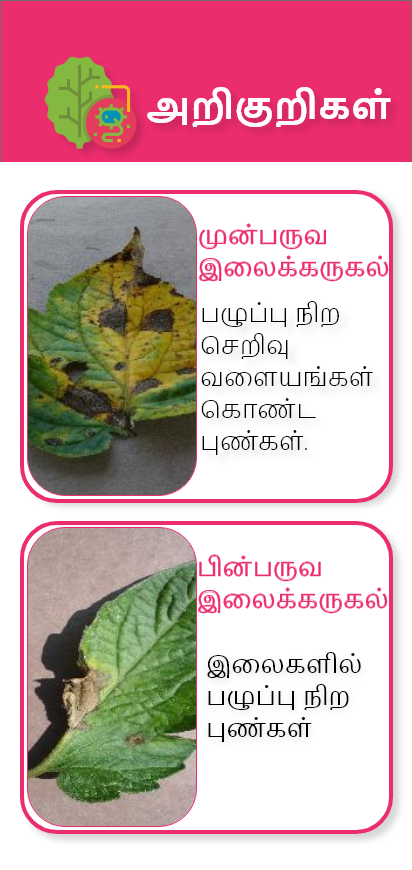 அறிகுறிகள்
முன்பருவ
இலைக்கருகல்
பழுப்பு நிற
செறிவு
வளையங்கள்
கொண்ட
புண்கள்.
பின்பருவ
இலைக்கருகல்
இலைகளில்
பழுப்பு நிற
புண்கள்